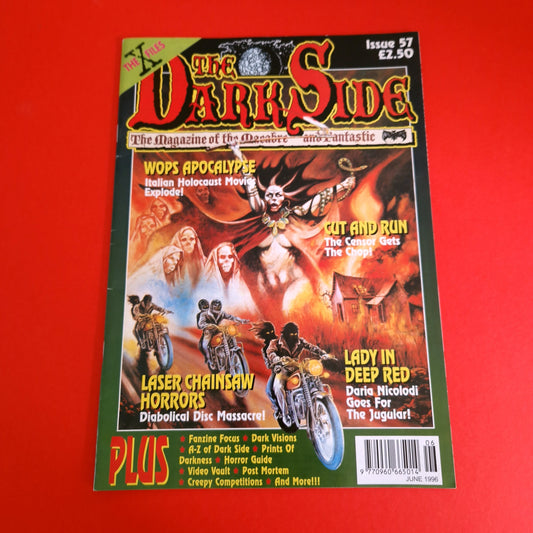 THE X FILES
Issue 57
£2.50
THE
DARK SIDE
The Magazine of the Macabre and Fantastic
WOPS APOCALYPSE
Italian Holocaust Movies
Explode!
CUT AND RUN
The Censor Gets
The Chop!
LASER CHAINSAW
HORRORS
Diabolical Disc Massacre!
LADY IN
DEEP RED
Daria Nicolodi
Goes For
The Jugular!
PLUS
★ Fanzine Focus ★ Dark Visions
★ A-Z of Dark Side ★ Prints Of
Darkness ★ Horror Guide
★ Video Vault ★ Post Mortem
★ Creepy Competitions ★ And More!!!
06
9 770960 665014
JUNE 1996